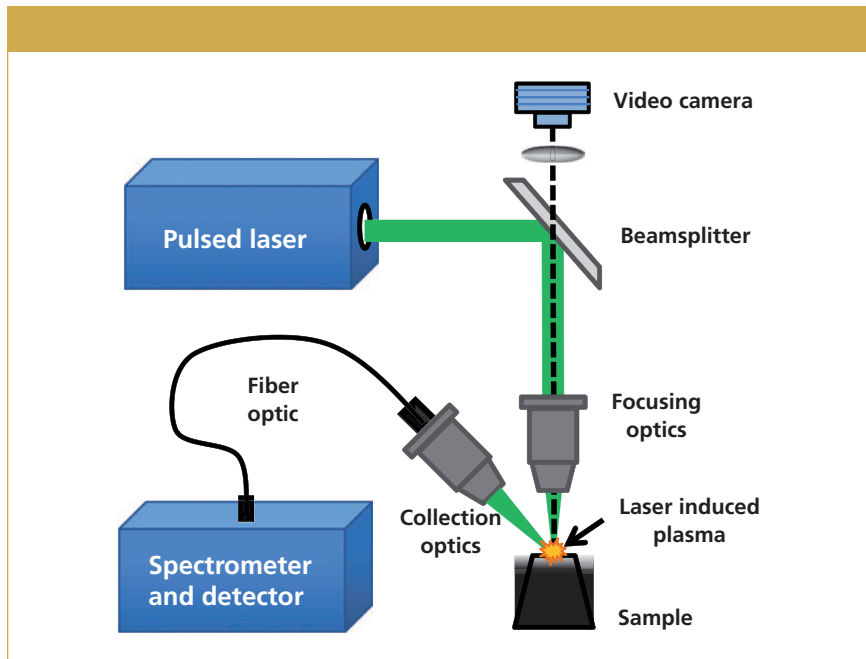 Video camera
Pulsed laser
Beamsplitter
Fiber
optic
Focusing
optics
Collection
optics
Laser induced
plasma
Spectrometer
and detector
Sample